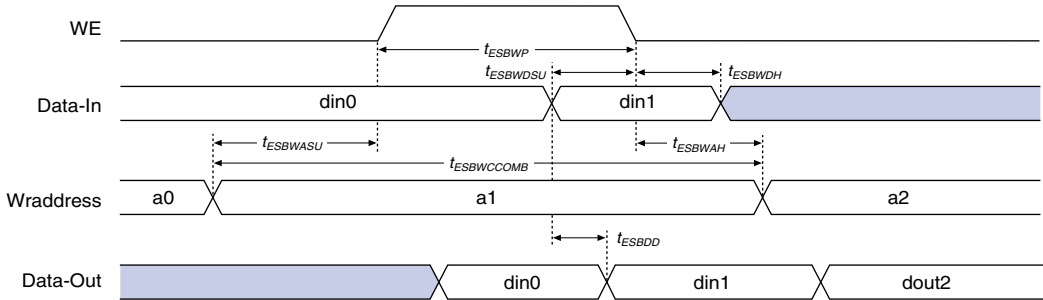 WE
tESBWP
tESBWDSU
tESBWDH
Data-In
din0
din1
tESBWASU
tESBWAH
tESBWCCOMB
Wraddress
a0
a1
a2
tESBDD
Data-Out
din0
din1
dout2